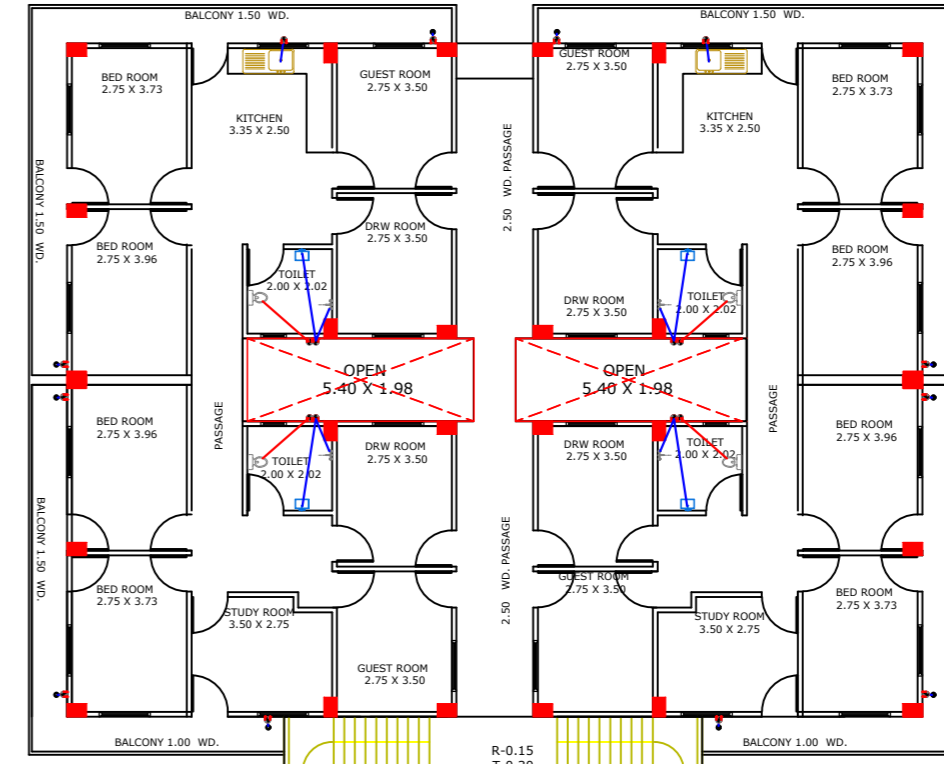 BALCONY 1.50 WD.
BALCONY 1.50 WD.
BED ROOM
2.75 X 3.73
GUEST ROOM
2.75 X 3.50
GUEST ROOM
2.75 X 3.50
BED ROOM
2.75 X 3.73
KITCHEN
3.35 X 2.50
KITCHEN
3.35 X 2.50
BALCONY 1.50 WD.
2.50 WD. PASSAGE
BED ROOM
2.75 X 3.96
DRW ROOM
2.75 X 3.50
BED ROOM
2.75 X 3.96
TOILET
2.00 X 2.02
DRW ROOM
2.75 X 3.50
TOILET
2.00 X 2.02
OPEN
5.40 X 1.98
OPEN
5.40 X 1.98
PASSAGE
PASSAGE
BED ROOM
2.75 X 3.96
DRW ROOM
2.75 X 3.50
DRW ROOM
2.75 X 3.50
BED ROOM
2.75 X 3.96
TOILET
2.00 X 2.02
TOILET
2.00 X 2.02
BALCONY 1.50 WD.
2.50 WD. PASSAGE
BED ROOM
2.75 X 3.73
GUEST ROOM
2.75 X 3.50
BED ROOM
2.75 X 3.73
STUDY ROOM
3.50 X 2.75
STUDY ROOM
3.50 X 2.75
GUEST ROOM
2.75 X 3.50
BALCONY 1.00 WD.
BALCONY 1.00 WD.
R-0.15